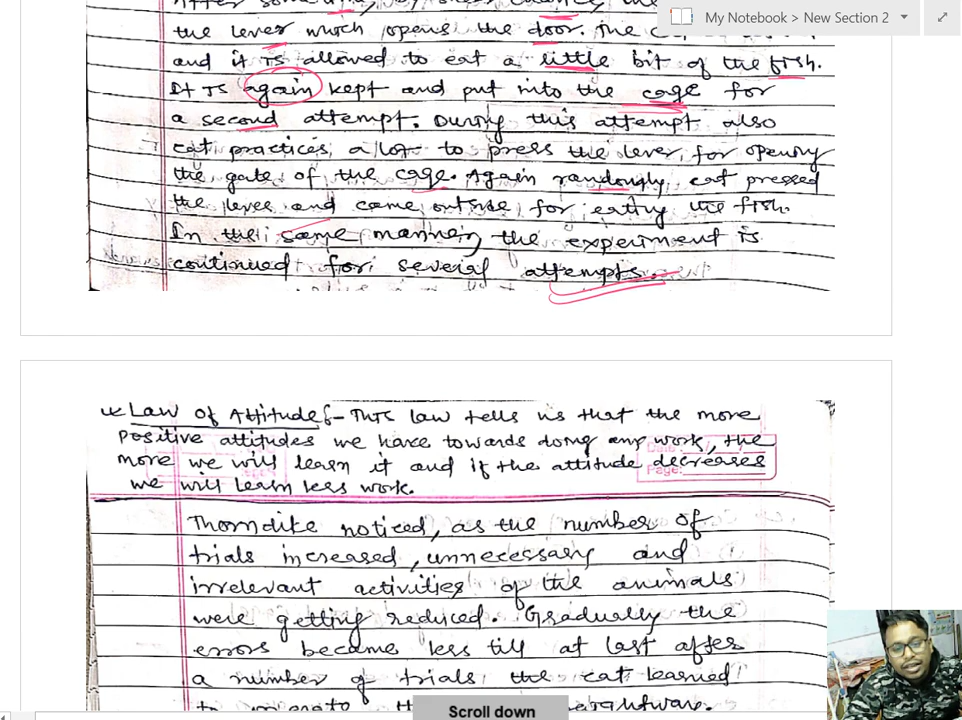 My Notebook > New Section 2
After some
the lever which opens the door. The
and it is allowed to eat a little bit of the fish.
It is again kept and put into the cage for
a second attempt. During this attempt also
cat practices a lot to press the lever for opening
the gate of the cage. Again randonly cat pressed
the lever and came outside for eating the fish.
In the same manner the experiment is
continued for several attempts.
Law of Attitude :- This law tells us that the more
positive attitudes we have towards doing any work, the
more we will learn it and if the attitude decreases
we will learn less work.
Thorndike noticed, as the number of
trials increased, unnecessary and
irrelevant activities of the animals
were getting reduced. Gradually the
errors became less till at last after
a number of trials the cat learned
Scroll down